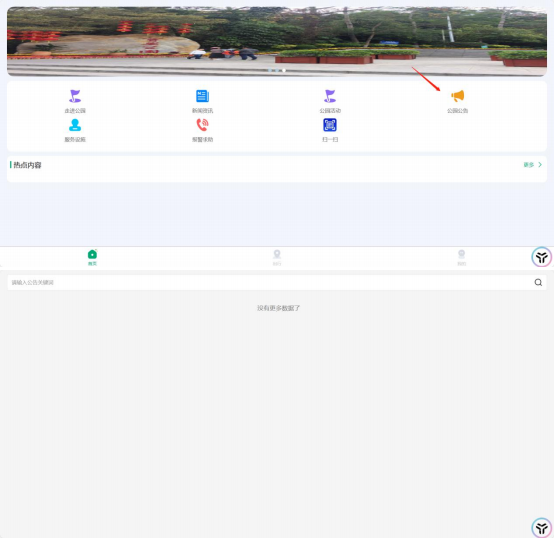 走进公园
新闻资讯
公园活动
公园公告
服务设施
报警求助
扫一扫
热点内容
更多
首页
我的
请输入公告关键词
没有更多数据了